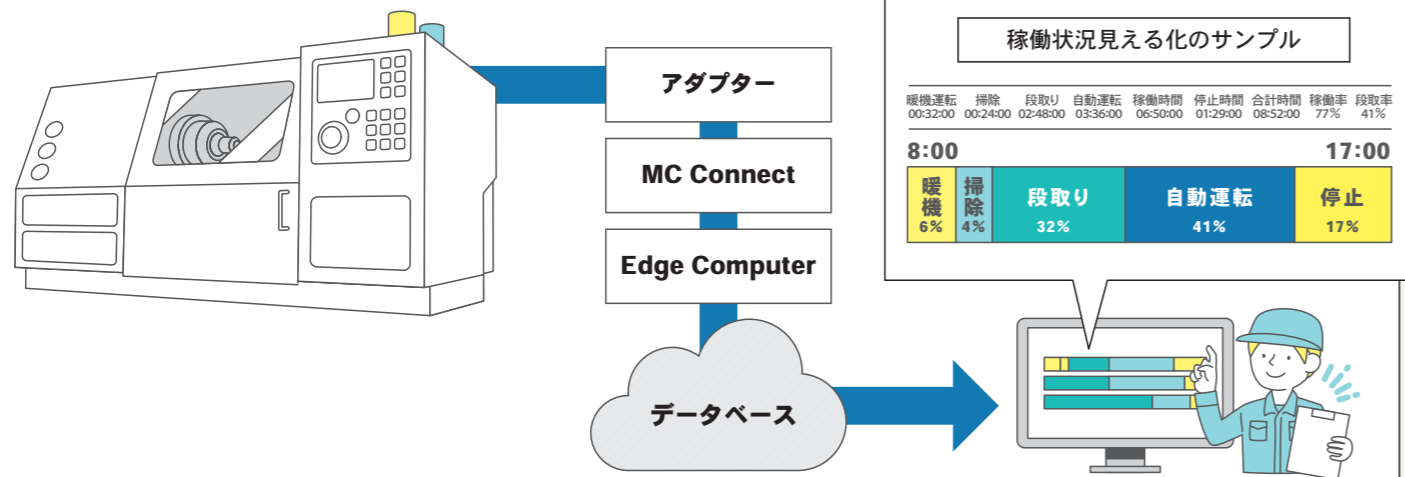 アダプター
MC Connect
Edge Computer
データベース
稼働状況見える化のサンプル
暖機運転 掃除 段取り 自動運転 稼働時間 停止時間 合計時間 稼働率 段取率
00:32:00 00:24:00 02:48:00 03:36:00 06:50:00 01:29:00 08:52:00 77% 41%
8:00 17:00
暖機 掃除 段取り 自動運転 停止
6% 4% 32% 41% 17%